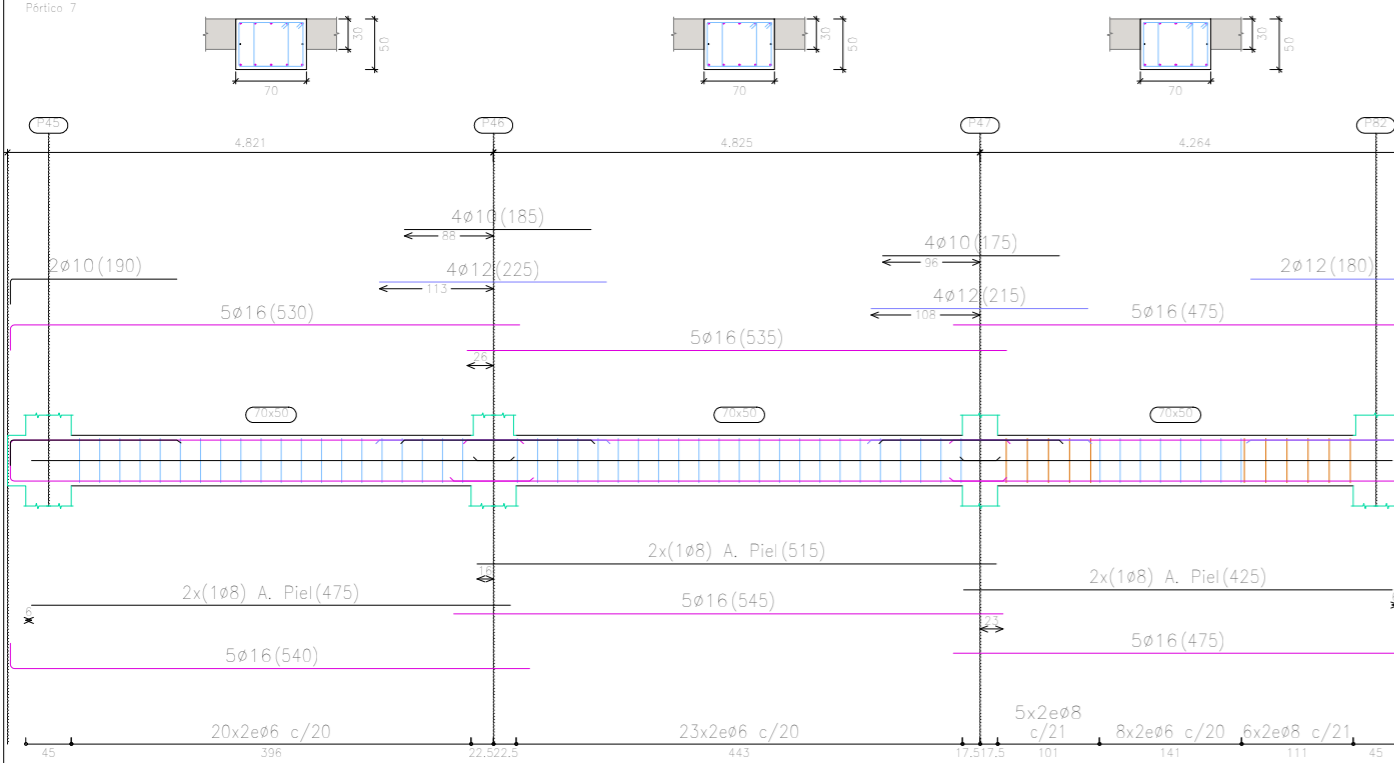 Pórtico 7
30
50
70
30
50
70
30
50
70
P45
P46
P47
P82
4.821
4.825
4.264
4ø10(185)
88
4ø10(175)
96
2ø10(190)
4ø12(225)
113
2ø12(180)
4ø12(215)
108
5ø16(530)
5ø16(475)
5ø16(535)
26
70x50
70x50
70x50
2x(1ø8) A. Piel(515)
16
2x(1ø8) A. Piel(425)
2x(1ø8) A. Piel(475)
6
5ø16(545)
23
5ø16(540)
5ø16(475)
5x2eø8
20x2eø6 c/20
23x2eø6 c/20
c/21
8x2eø6 c/20
6x2eø8 c/21
45
396
22.5
22.5
443
17.5
17.5
101
141
111
45